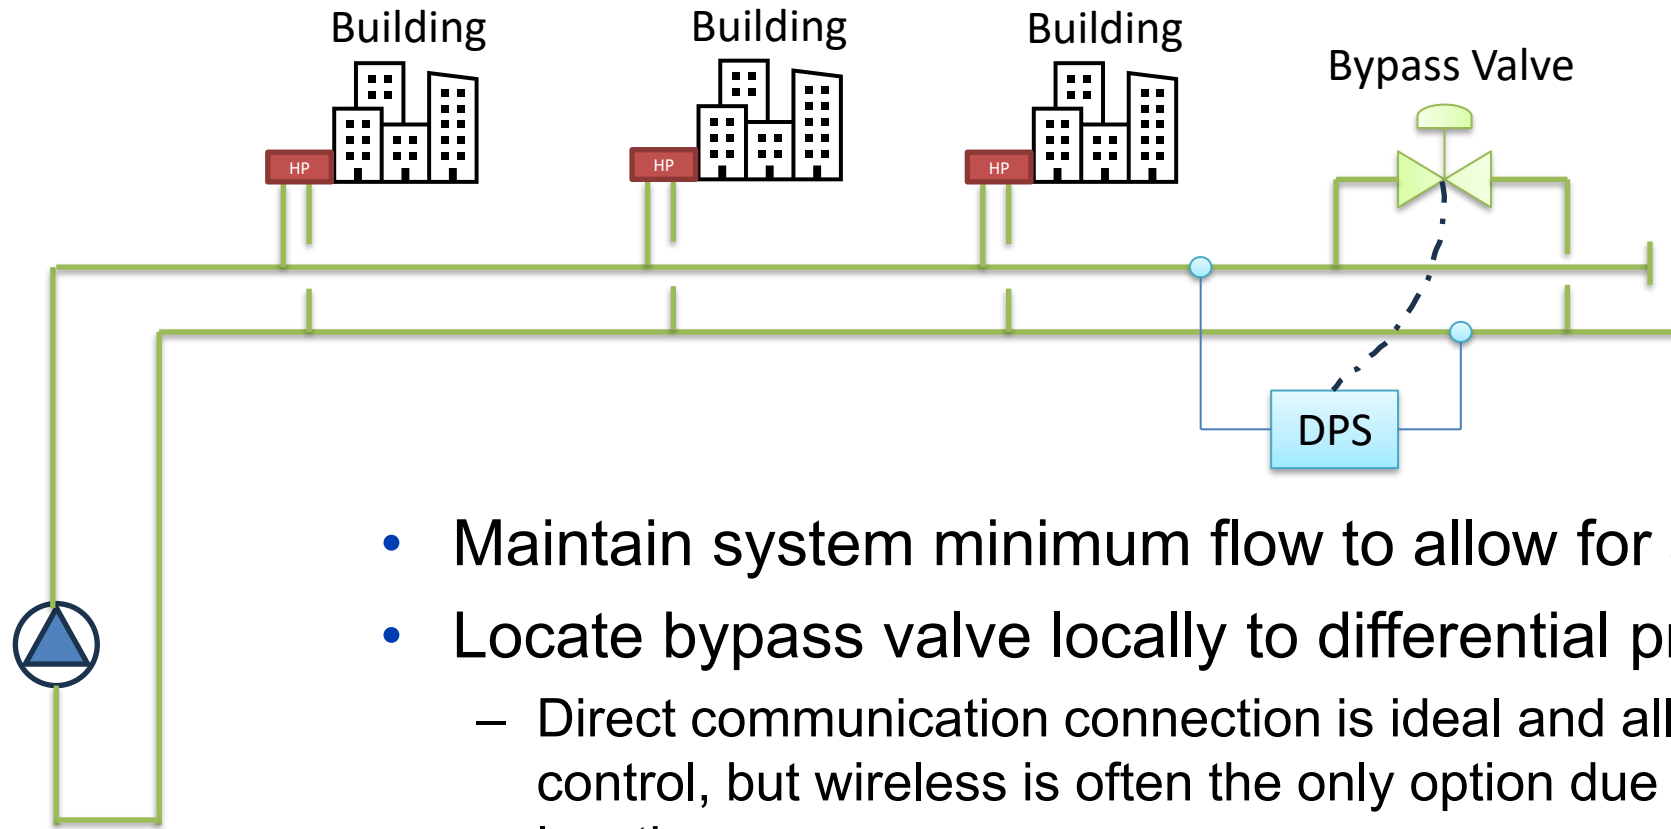 Building
Building
Building
Bypass Valve
HP
HP
HP
DPS
• Maintain system minimum flow to allow for
• Locate bypass valve locally to differential
– Direct communication connection is ideal and
control, but wireless is often the only option due